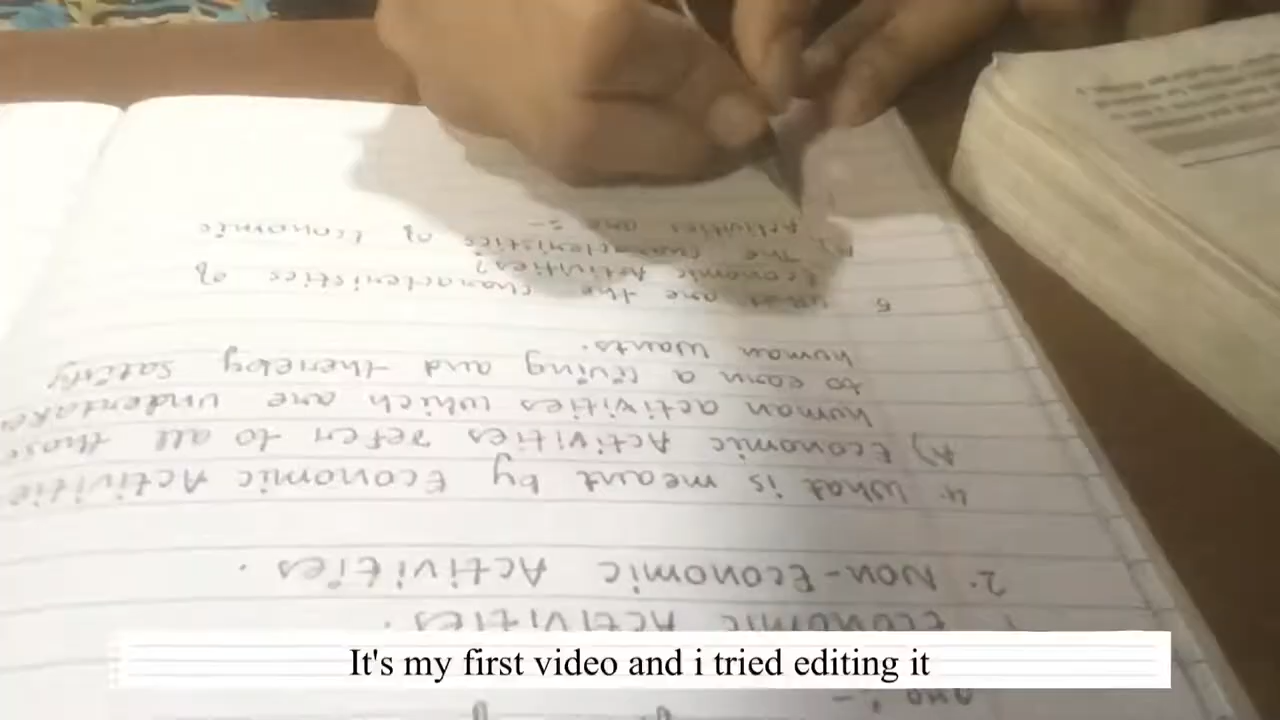 are :-
1 Economic Activities.
2. Non-Economic Activities.
4. What is meant by Economic Activitie
A) Economic Activities refer to all those
human activities which are undertake
to earn a living and thereby satisfy
human wants.
5 What are the characteristics of
Economic Activities?
A) The characteristics of Economic
Activities are :-
It's my first video and i tried editing it